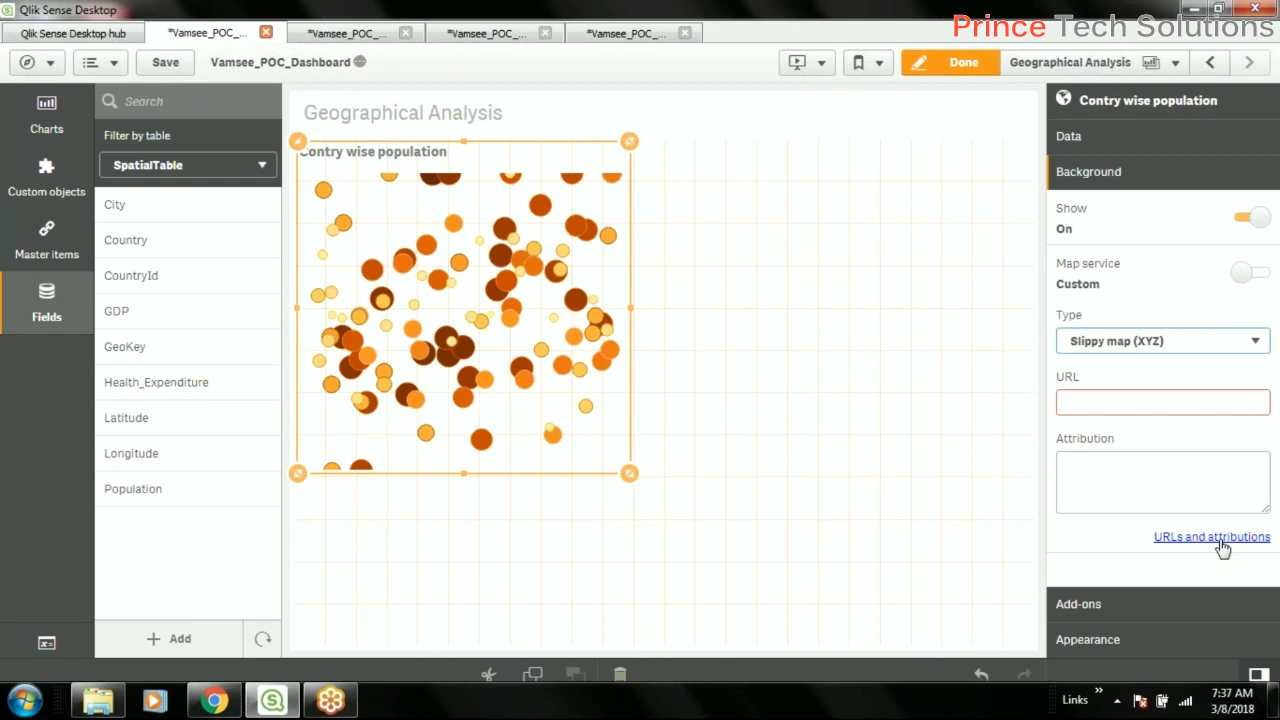 Qlik Sense Desktop
Prince Tech Solutions
Qlik Sense Desktop hub
*Vamsee_POC_...
*Vamsee_POC_...
*Vamsee_POC_...
*Vamsee_POC_...
Save
Vamsee_POC_Dashboard
Done
Geographical Analysis
Charts
Custom objects
Master items
Fields
Search
Filter by table
SpatialTable
City
Country
CountryId
GDP
GeoKey
Health_Expenditure
Latitude
Longitude
Population
Add
Geographical Analysis
Contry wise population
Contry wise population
Data
Background
Show
On
Map service
Custom
Type
Slippy map (XYZ)
URL
Attribution
URLs and attributions
Add-ons
Appearance
Links
7:37 AM
3/8/2018